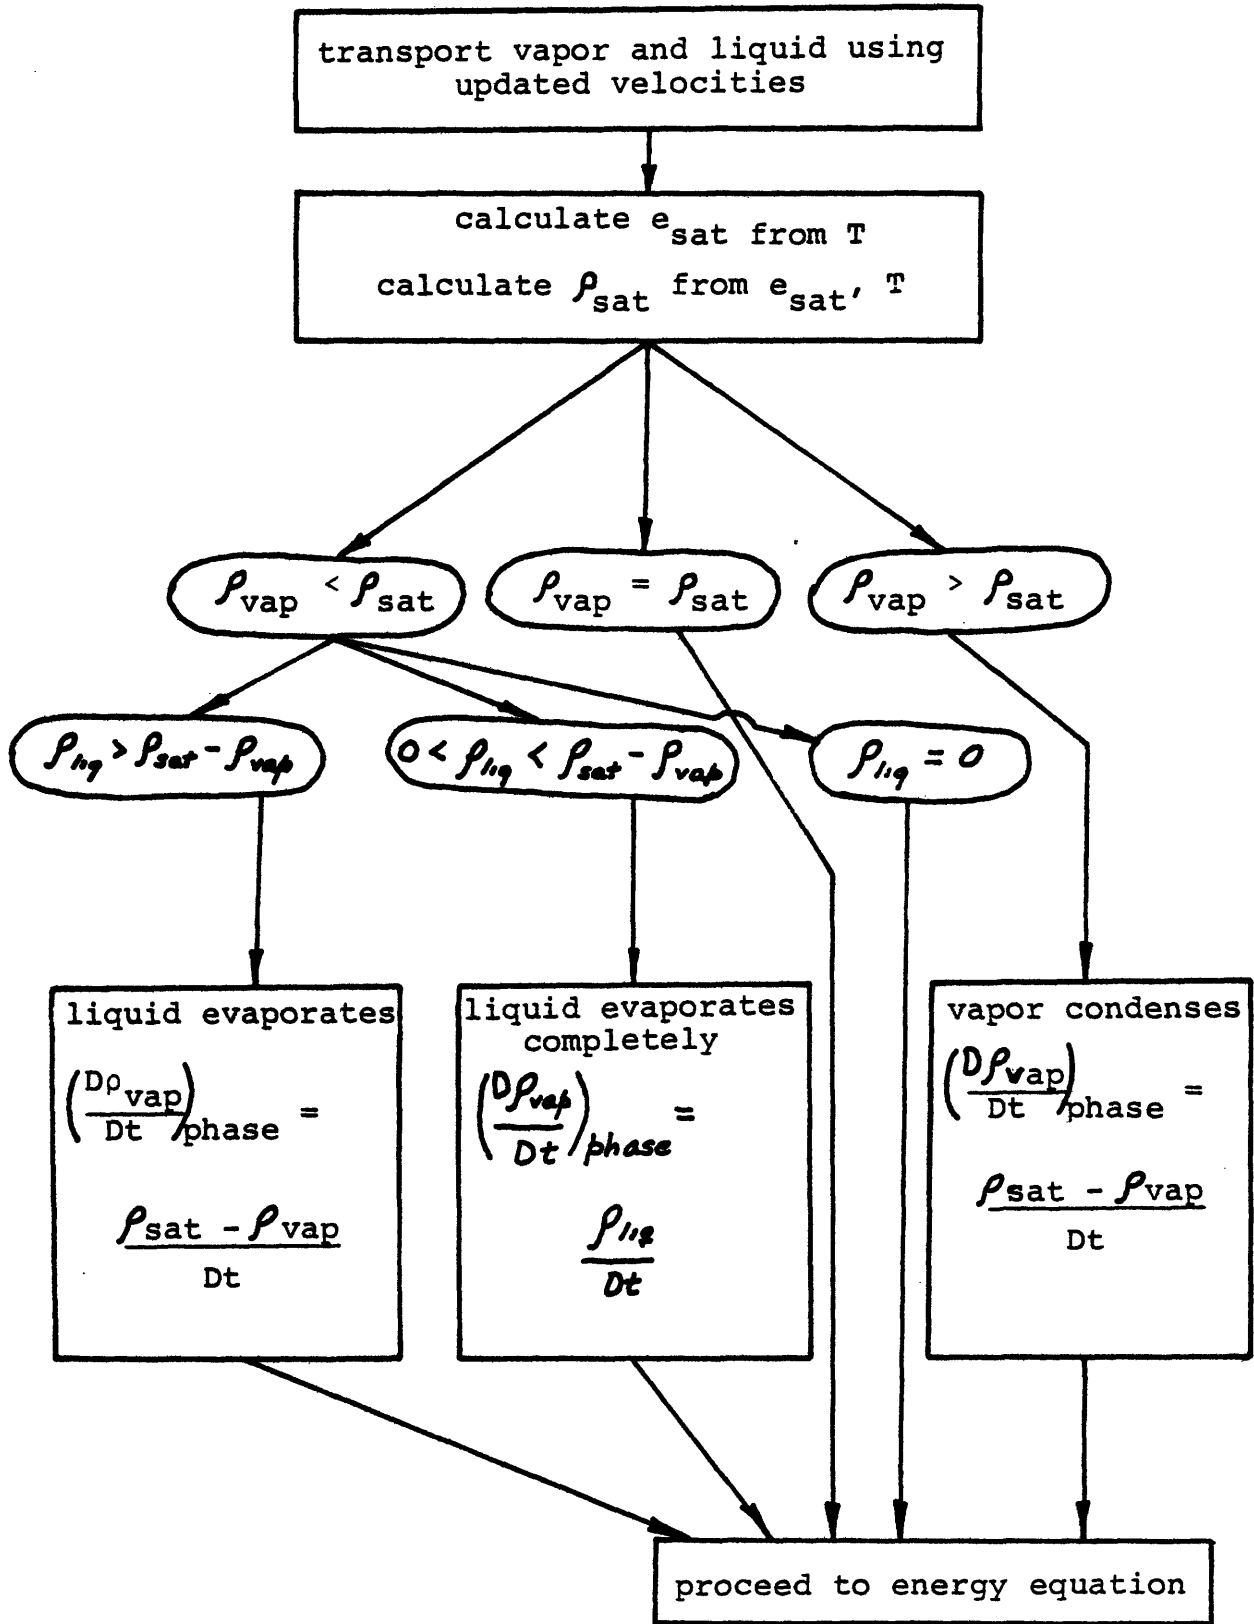 transport vapor and liquid using
updated velocities
calculate e_sat from T
calculate ρ_sat from e_sat, T
ρ_vap < ρ_sat
ρ_vap = ρ_sat
ρ_vap > ρ_sat
ρ_liq > ρ_sat - ρ_vap
0 < ρ_liq < ρ_sat - ρ_vap
ρ_liq = 0
liquid evaporates
(Dρ_vap/Dt)_phase =
ρ_sat - ρ_vap
Dt
liquid evaporates
completely
(Dρ_vap/Dt)_phase =
ρ_liq
Dt
vapor condenses
(Dρ_vap/Dt)_phase =
ρ_sat - ρ_vap
Dt
proceed to energy equation